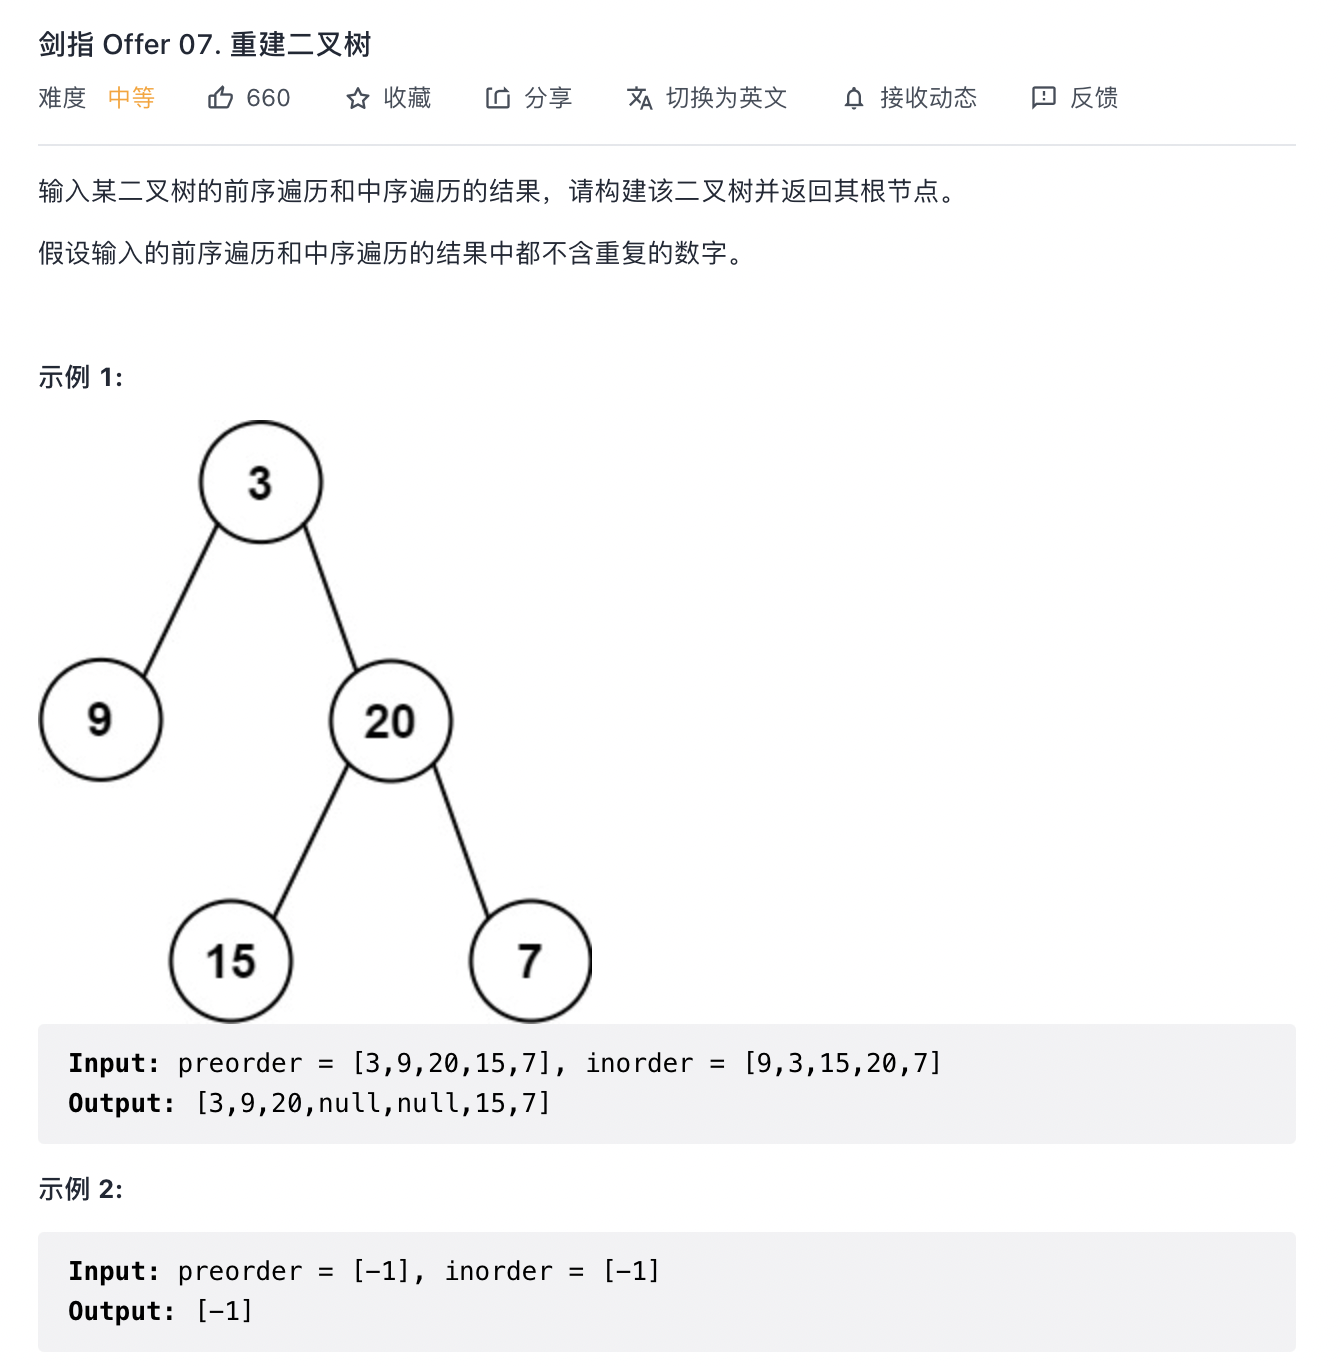 剑指 Offer 07. 重建二叉树
难度 中等 660 收藏 分享 切换为英文 接收动态 反馈
输入某二叉树的前序遍历和中序遍历的结果，请构建该二叉树并返回其根节点。
假设输入的前序遍历和中序遍历的结果中都不含重复的数字。
示例 1:
3
9
20
15
7
Input: preorder = [3,9,20,15,7], inorder = [9,3,15,20,7]
Output: [3,9,20,null,null,15,7]
示例 2:
Input: preorder = [-1], inorder = [-1]
Output: [-1]